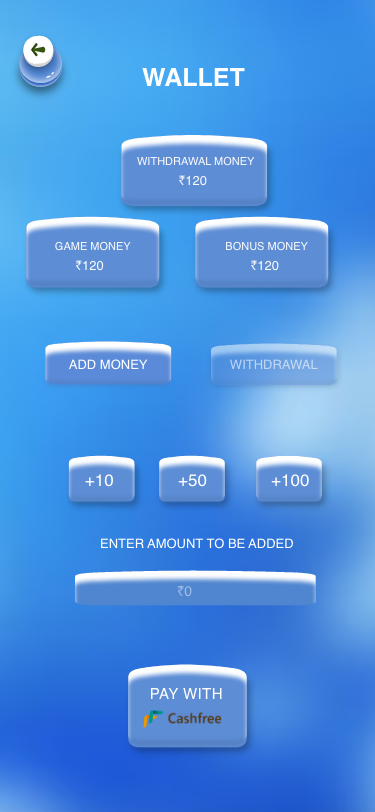 WALLET
WITHDRAWAL MONEY
₹120
GAME MONEY
₹120
BONUS MONEY
₹120
ADD MONEY
WITHDRAWAL
+10
+50
+100
ENTER AMOUNT TO BE ADDED
₹0
PAY WITH
Cashfree